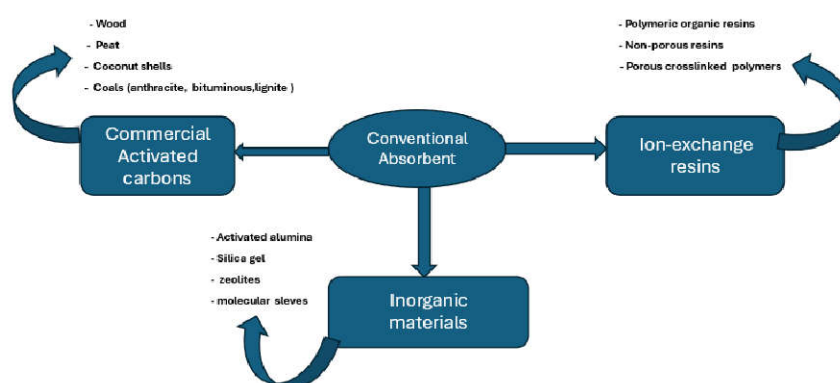 - Wood
- Peat
- Coconut shells
- Coals (anthracite, bituminous,lignite )
- Polymeric organic resins
- Non-porous resins
- Porous crosslinked polymers
Commercial
Activated
carbons
Conventional
Absorbent
Ion-exchange
resins
- Activated alumina
- Silica gel
- zeolites
- molecular sleves
Inorganic
materials